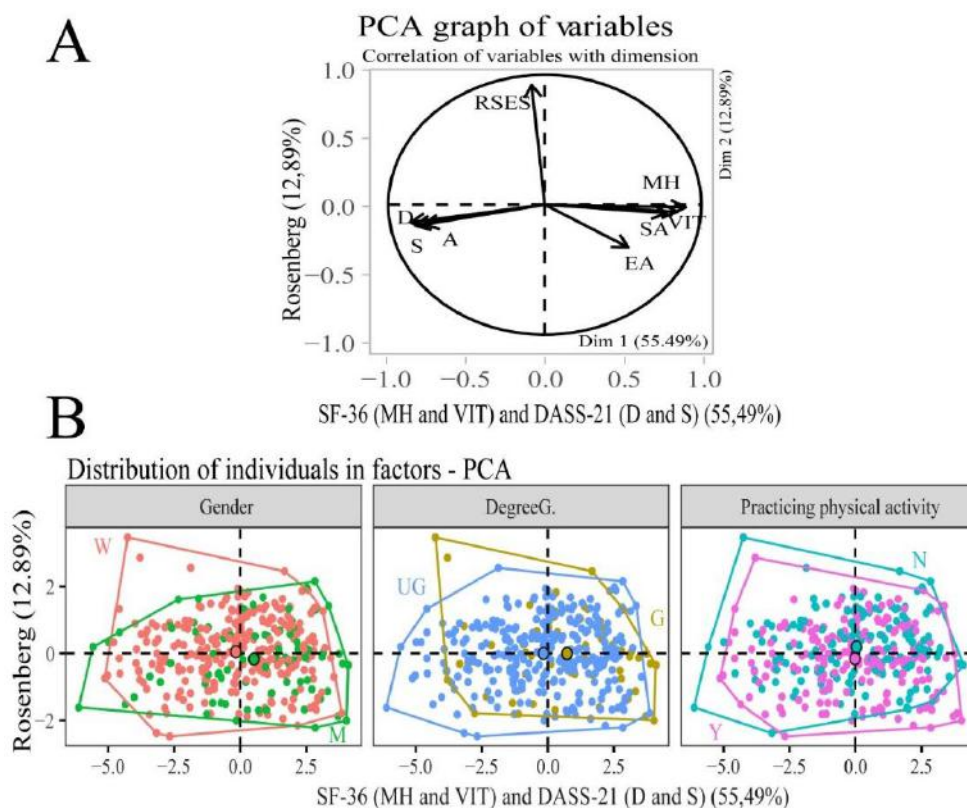 A
PCA graph of variables
Correlation of variables with dimension
Rosenberg (12,89%)
1.0
0.5
0.0
−0.5
−1.0
RSES
MH
D
SA
VIT
S
A
EA
Dim 2 (12.89%)
Dim 1 (55.49%)
−1.0 −0.5 0.0 0.5 1.0
SF-36 (MH and VIT) and DASS-21 (D and S) (55,49%)
B
Distribution of individuals in factors - PCA
Gender DegreeG. Practicing physical activity
Rosenberg (12.89%)
2
0
−2
W
M
UG
G
N
Y
−5.0 −2.5 0.0 2.5 −5.0 −2.5 0.0 2.5 −5.0 −2.5 0.0 2.5
SF-36 (MH and VIT) and DASS-21 (D and S) (55,49%)